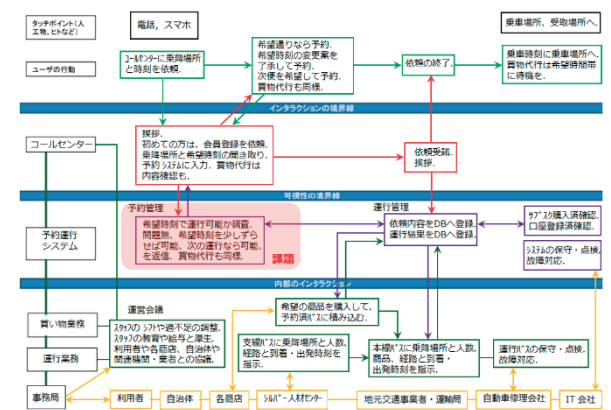 タッチポイント(人
工物,ヒトなど)
電話, スマホ
乗車場所、受取場所へ.
ユーザの行動
コールセンターに乗降場所
と時刻を依頼.
希望通りなら予約.
希望時刻の変更案を
了承して予約.
次便を希望して予約.
買物代行も同様.
依頼の終了.
乗車時刻に乗車場所へ.
買物代行は希望時間帯
に待機を.
インタラクションの境界線
コールセンター
挨拶.
初めての方は、会員登録を依頼.
乗降場所と希望時刻の聞き取り.
予約システムに入力. 買物代行は
内容確認も.
依頼受諾.
挨拶.
可視性の境界線
予約管理
運行管理
予約運行
システム
希望時刻で運行可能か調査.
問題無、希望時刻を少しずら
せば可能、次の運行なら可能、
を返信. 買物代行も同様.
課題
依頼内容をDBへ登録.
運行結果をDBへ登録.
サブスク購入済確認.
口座登録済確認.
システムの保守・点検.
故障対応.
内部のインタラクション
買い物業務
運行業務
事務局
運営会議
スタッフのシフトや過不足の調整.
スタッフの教育や給与と厚生.
利用者や各商店、自治体や
関連機関・業者との協議.
希望の商品を購入して、
予約済バスに積み込む.
支線バスに乗降場所と人数、
経路と到着・出発時刻を
指示.
本線バスに乗降場所と人数、
商品、経路と到着・
出発時刻を指示.
運行バスの保守・点検.
故障対応.
利用者
自治体
各商店
シルバー人材センター
地元交通事業者・運輸局
自動車修理会社
IT会社